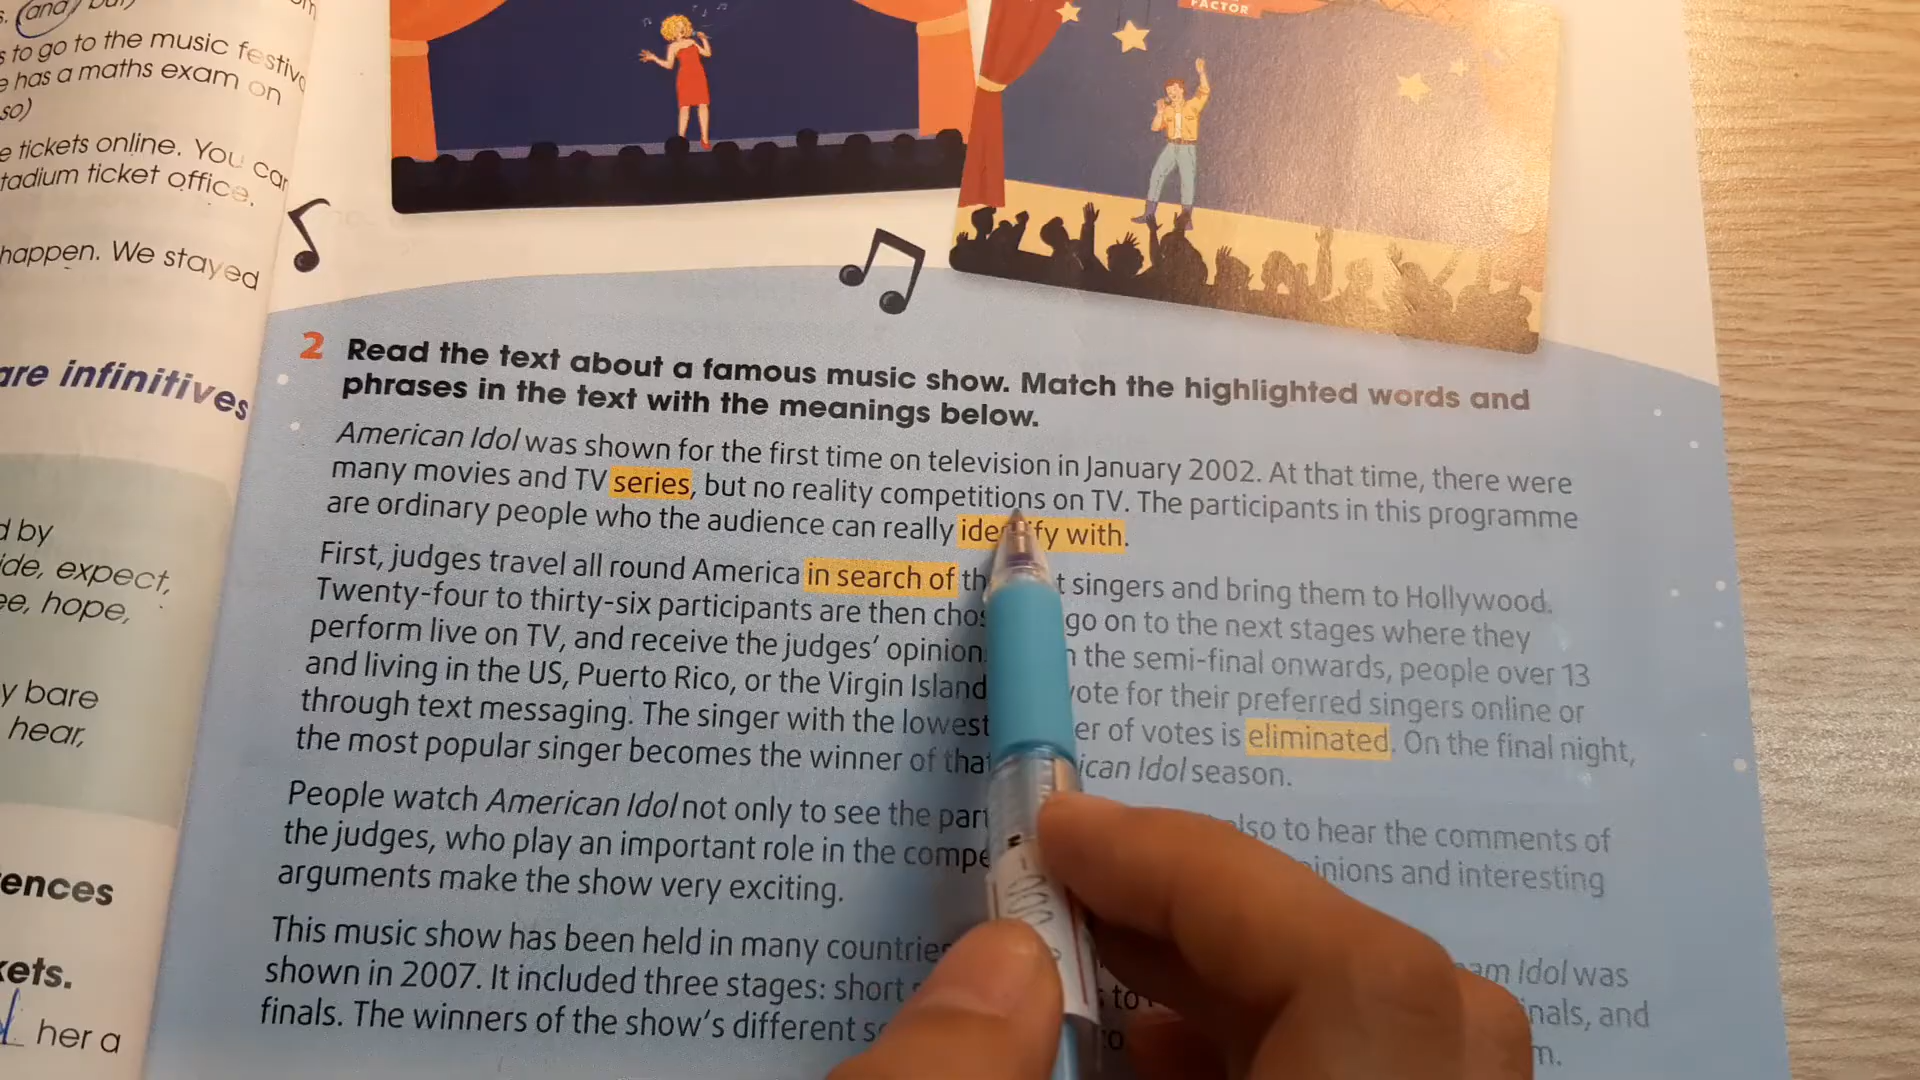 (and/ but)
s to go to the music festiv
e has a maths exam on
so)
e tickets online. You can
tadium ticket office.
happen. We stayed
are infinitives
d by
ide, expect,
ee, hope,
y bare
hear,
ences
kets.
her a
FACTOR
2 Read the text about a famous music show. Match the highlighted words and
phrases in the text with the meanings below.
American Idol was shown for the first time on television in January 2002. At that time, there were
many movies and TV series, but no reality competitions on TV. The participants in this programme
are ordinary people who the audience can really identify with.
First, judges travel all round America in search of th t singers and bring them to Hollywood.
Twenty-four to thirty-six participants are then chos go on to the next stages where they
perform live on TV, and receive the judges' opinion the semi-final onwards, people over 13
and living in the US, Puerto Rico, or the Virgin Island vote for their preferred singers online or
through text messaging. The singer with the lowest er of votes is eliminated. On the final night,
the most popular singer becomes the winner of tha ican Idol season.
People watch American Idol not only to see the par also to hear the comments of
the judges, who play an important role in the compe inions and interesting
arguments make the show very exciting.
This music show has been held in many countrie am Idol was
shown in 2007. It included three stages: short to nals, and
finals. The winners of the show's different s m.